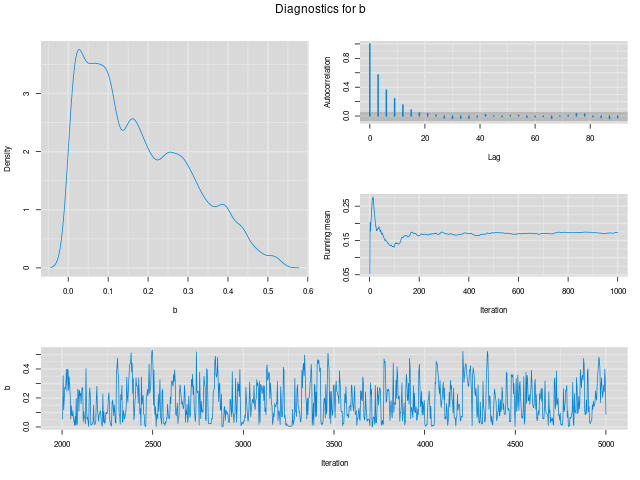 Diagnostics for b
Density
0 1 2 3
0.0 0.1 0.2 0.3 0.4 0.5 0.6
b
Autocorrelation
0.0 0.4 0.8
0 20 40 60 80
Lag
Running mean
0.05 0.15 0.25
0 200 400 600 800 1000
Iteration
b
0.0 0.2 0.4
2000 2500 3000 3500 4000 4500 5000
Iteration